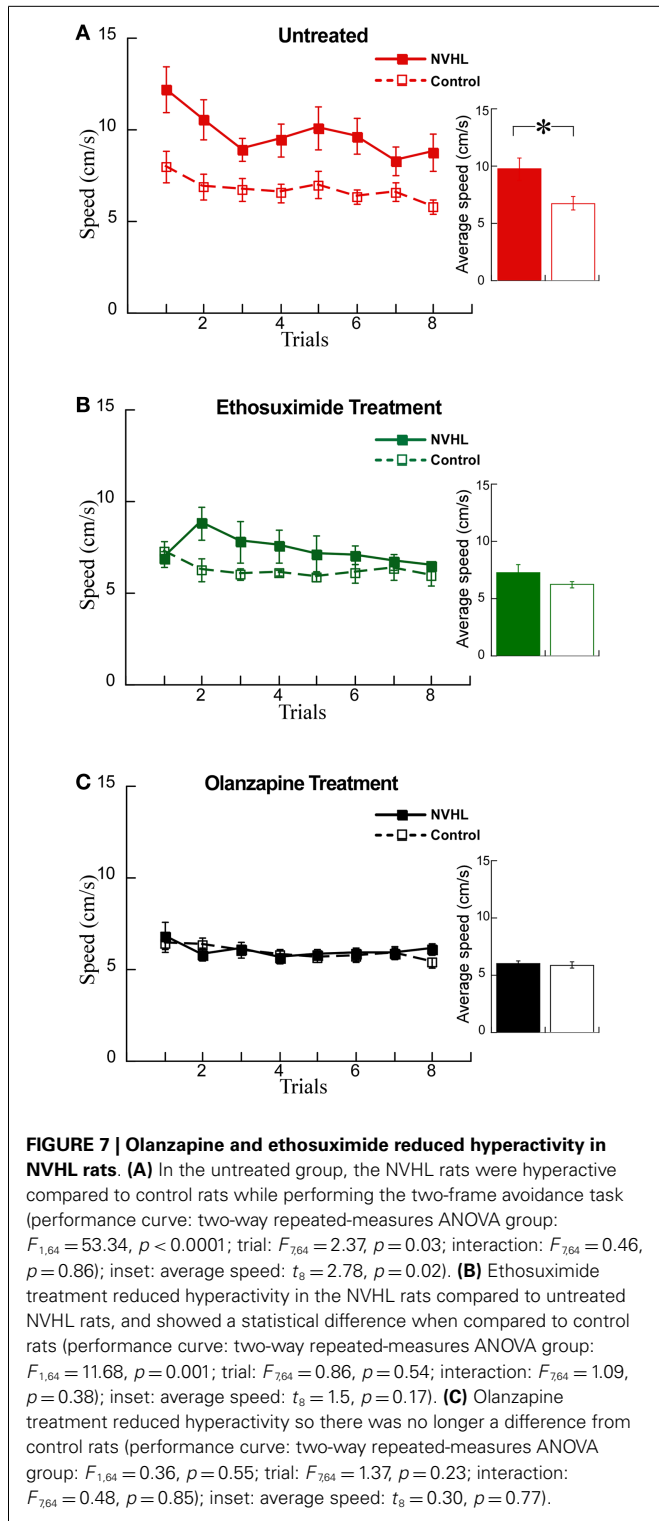 A
Untreated
NVHL
Control
15
10
5
0
Speed (cm/s)
2
4
6
8
Trials
15
10
5
0
Average speed (cm/s)
*
B
Ethosuximide Treatment
NVHL
Control
15
10
5
0
Speed (cm/s)
2
4
6
8
Trials
15
10
5
0
Average speed (cm/s)
C
Olanzapine Treatment
NVHL
Control
15
10
5
0
Speed (cm/s)
2
4
6
8
Trials
15
10
5
0
Average speed (cm/s)
FIGURE 7 | Olanzapine and ethosuximide reduced hyperactivity in
NVHL rats. (A) In the untreated group, the NVHL rats were hyperactive
compared to control rats while performing the two-frame avoidance task
(performance curve: two-way repeated-measures ANOVA group:
F1,64 = 53.34, p < 0.0001; trial: F7,64 = 2.37, p = 0.03; interaction: F7,64 = 0.46,
p = 0.86); inset: average speed: t8 = 2.78, p = 0.02). (B) Ethosuximide
treatment reduced hyperactivity in the NVHL rats compared to untreated
NVHL rats, and showed a statistical difference when compared to control
rats (performance curve: two-way repeated-measures ANOVA group:
F1,64 = 11.68, p = 0.001; trial: F7,64 = 0.86, p = 0.54; interaction: F7,64 = 1.09,
p = 0.38); inset: average speed: t8 = 1.5, p = 0.17). (C) Olanzapine
treatment reduced hyperactivity so there was no longer a difference from
control rats (performance curve: two-way repeated-measures ANOVA
group: F1,64 = 0.36, p = 0.55; trial: F7,64 = 1.37, p = 0.23; interaction:
F7,64 = 0.48, p = 0.85); inset: average speed: t8 = 0.30, p = 0.77).